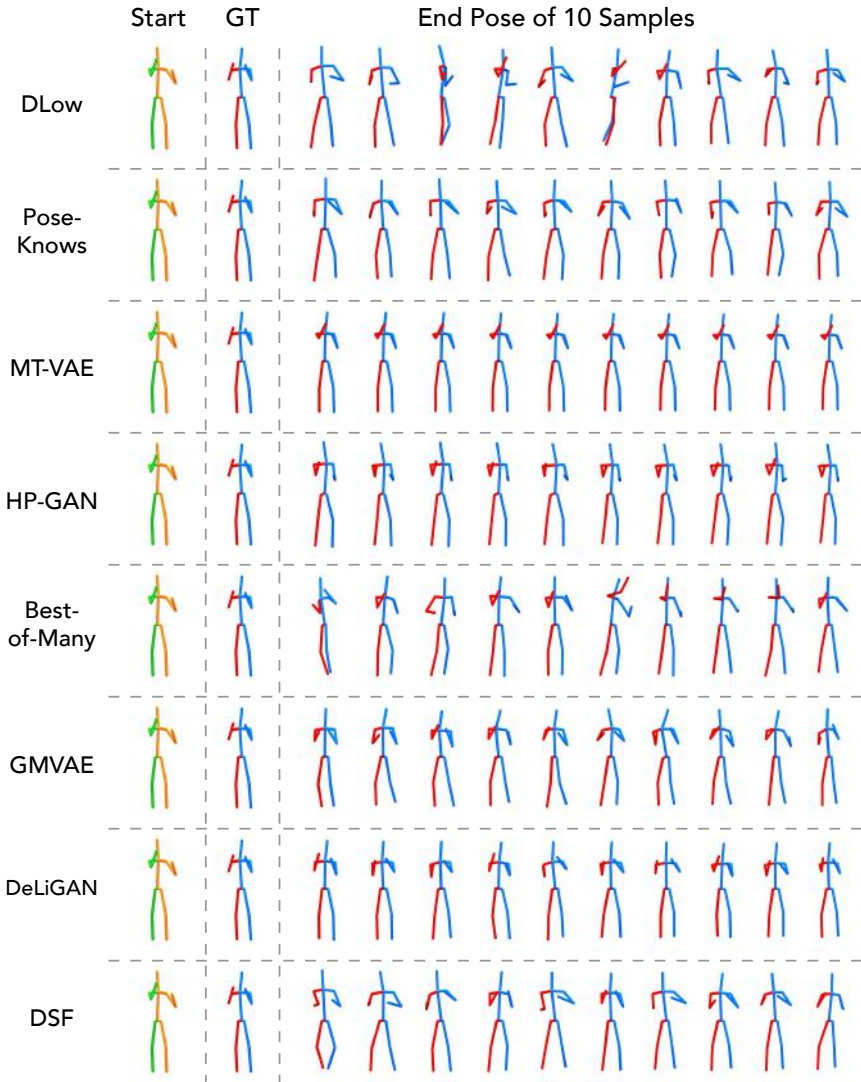 Start GT End Pose of 10 Samples
DLow
Pose-
Knows
MT-VAE
HP-GAN
Best-
of-Many
GMVAE
DeLiGAN
DSF